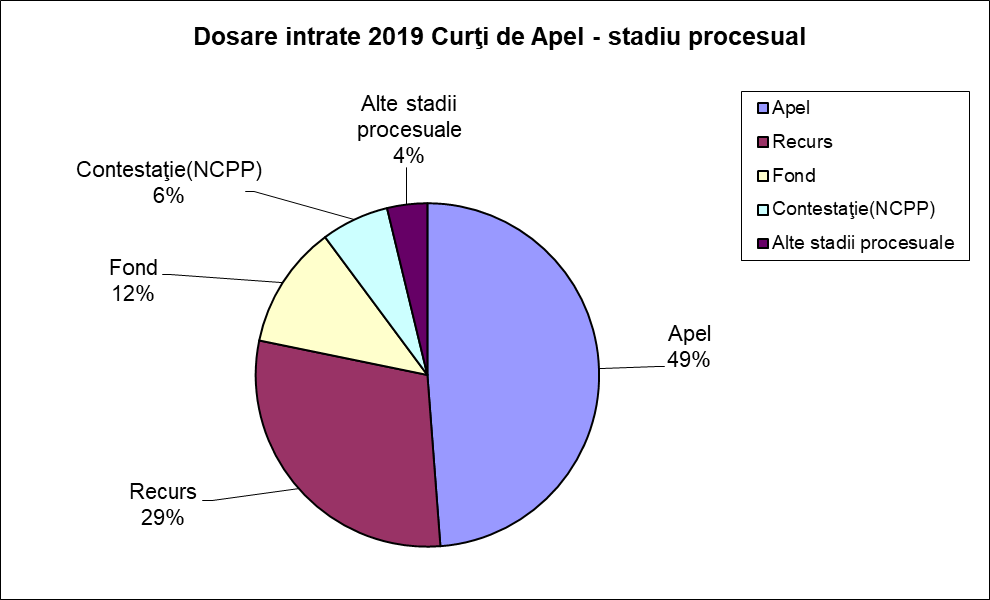 Dosare intrate 2019 Curţi de Apel - stadiu procesual
Alte stadii
procesuale
4%
Contestaţie(NCPP)
6%
Fond
12%
Apel
49%
Recurs
29%
Apel
Recurs
Fond
Contestaţie(NCPP)
Alte stadii procesuale